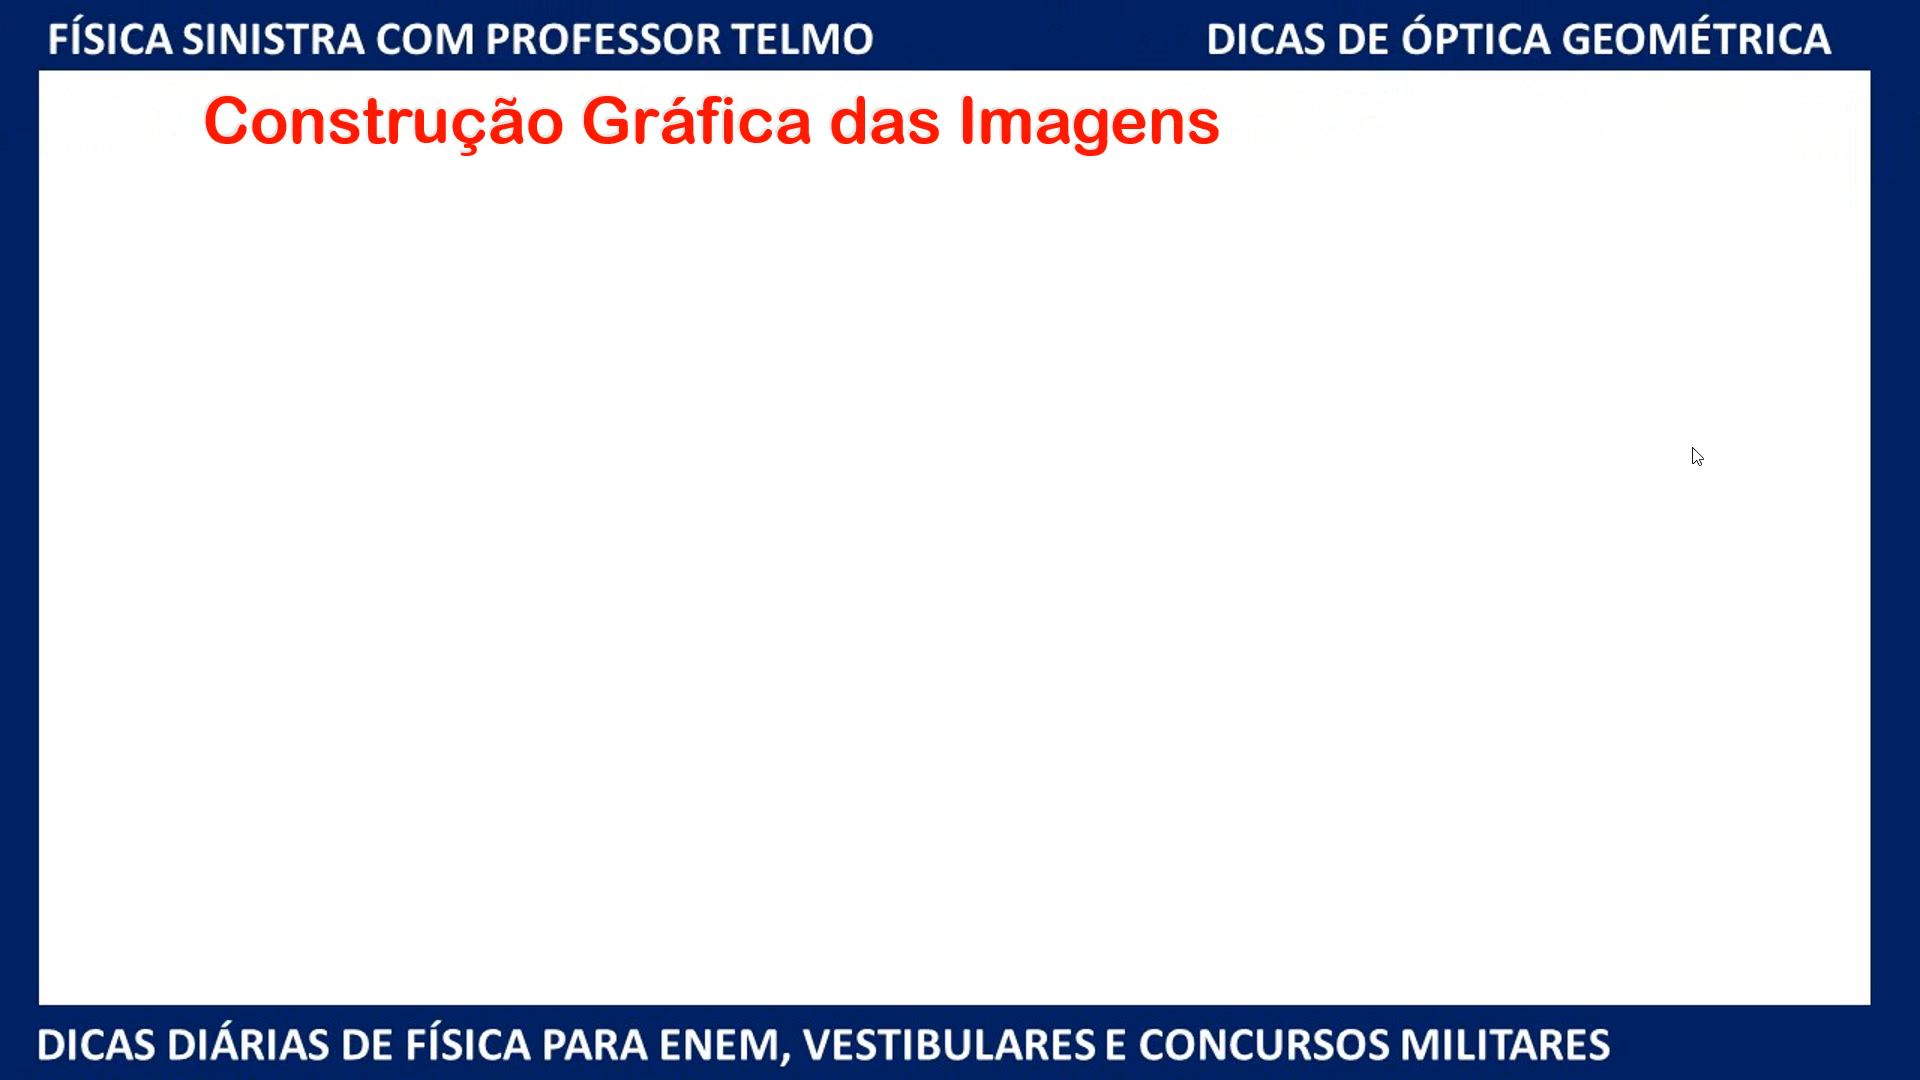 FÍSICA SINISTRA COM PROFESSOR TELMO
DICAS DE ÓPTICA GEOMÉTRICA
Construção Gráfica das Imagens
DICAS DIÁRIAS DE FÍSICA PARA ENEM, VESTIBULARES E CONCURSOS MILITARES